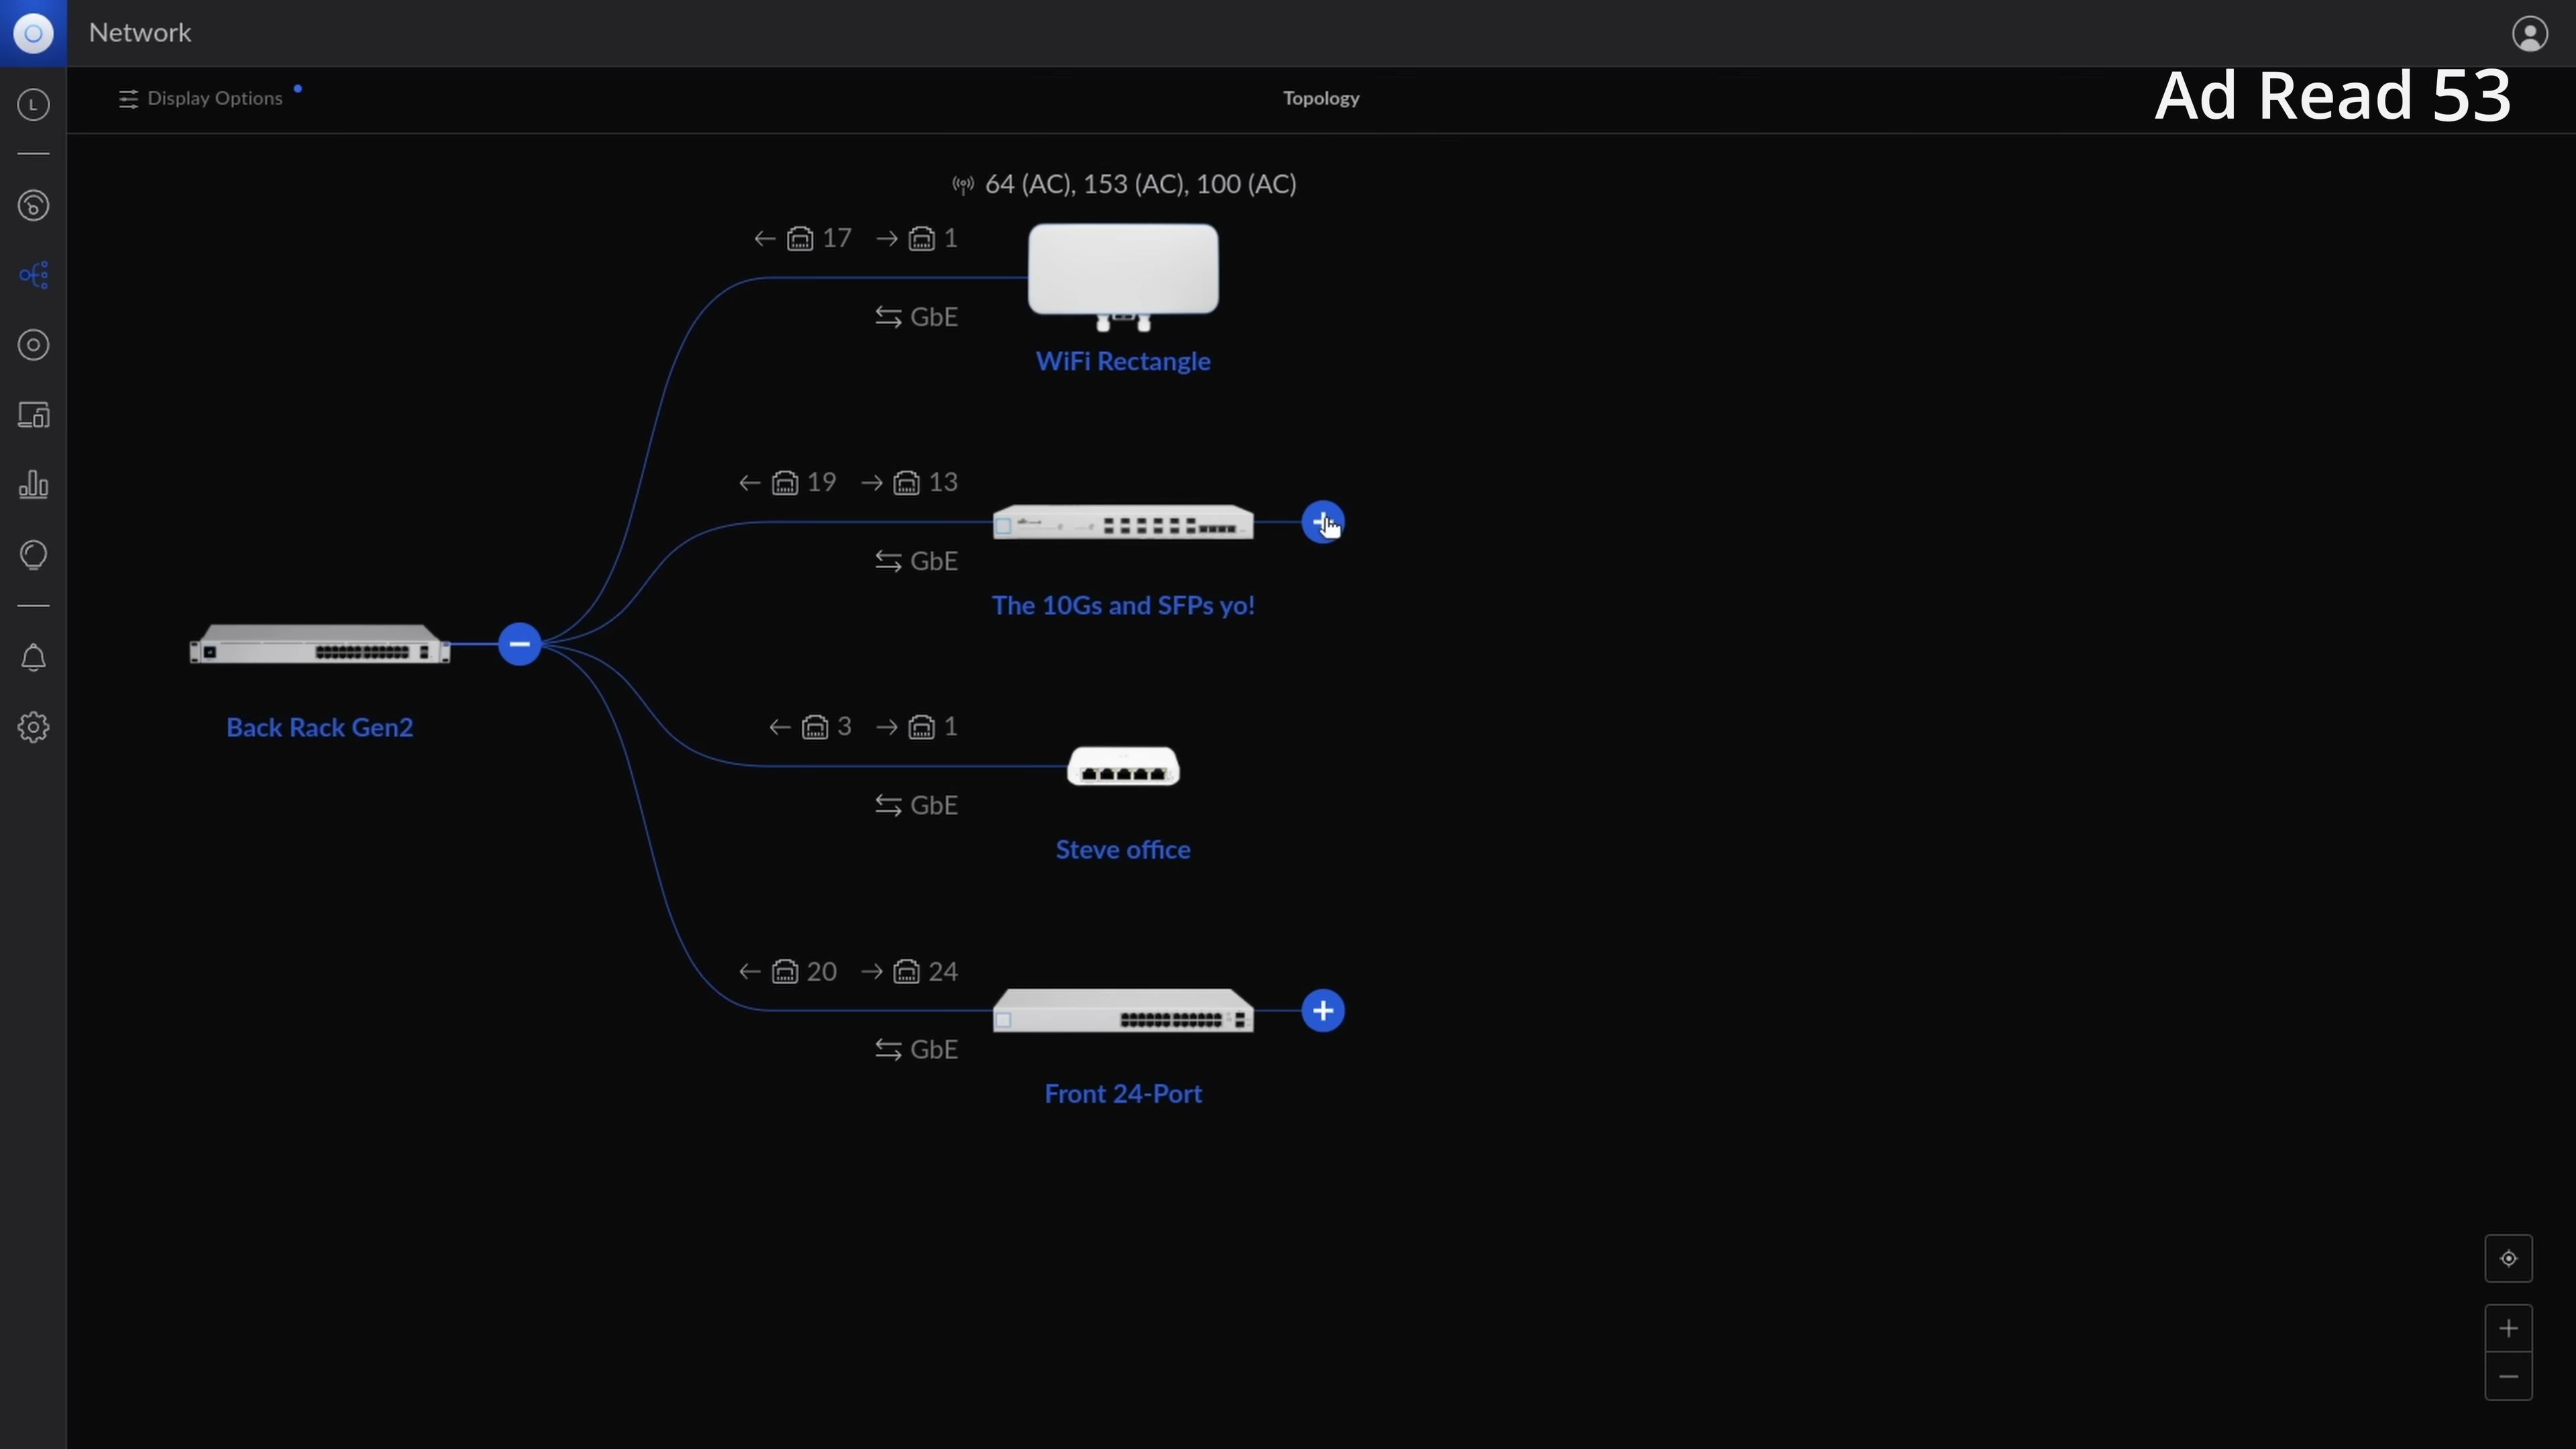 Network
L
Display Options
Topology
Ad Read 53
64 (AC), 153 (AC), 100 (AC)
17 1
GbE
WiFi Rectangle
19 13
GbE
The 10Gs and SFPs yo!
Back Rack Gen2
3 1
GbE
Steve office
20 24
GbE
Front 24-Port